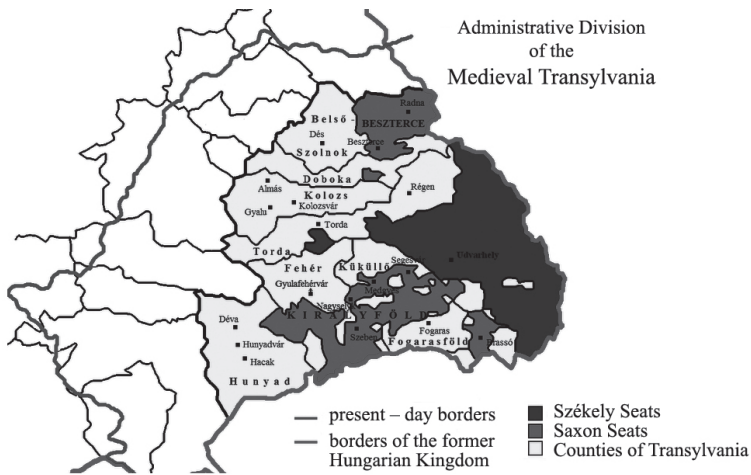 Administrative Division
of the
Medieval Transylvania
Radna
Belső -
BESZTERCE
Dés
Beszterce
Szolnok
Doboka
Almás
Kolozs
Régen
Kolozsvár
Gyalu
Torda
Torda
Segesvár
Udvarhely
Fehér
Küküllő
Medgyes
Gyulafehérvár
Nagyselyk
KIRÁLYFÖLD
Déva
Szeben
Fogaras
Hunyadvár
Fogarasföld
Brassó
Hacak
Hunyad
present – day borders
borders of the former
Hungarian Kingdom
Székely Seats
Saxon Seats
Counties of Transylvania